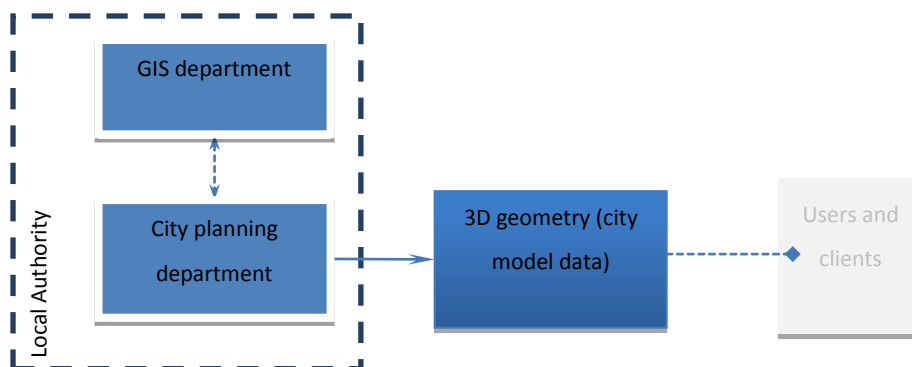 GIS department
Local Authority
City planning
department
3D geometry (city
model data)
Users and
clients